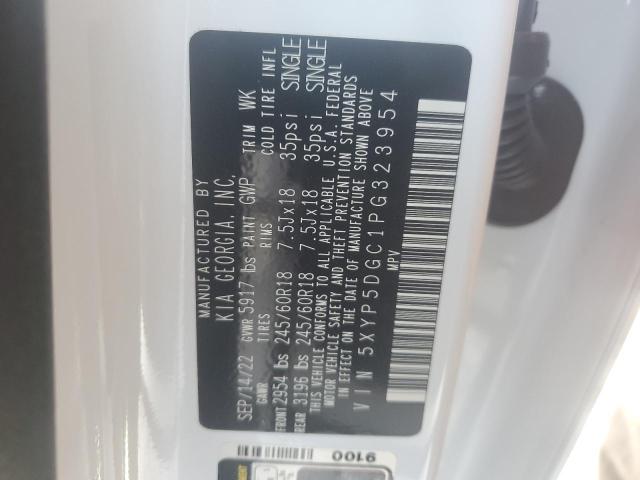 MANUFACTURED BY
KIA GEORGIA, INC.
SEP/14/22 GVWR 5917 lbs PAINT GWP TRIM WK
GAWR TIRES RIMS COLD TIRE INFL
FRONT 2954 lbs 245/60R18 7.5Jx18 35psi SINGLE
REAR 3196 lbs 245/60R18 7.5Jx18 35psi SINGLE
THIS VEHICLE CONFORMS TO ALL APPLICABLE U.S.A. FEDERAL
MOTOR VEHICLE SAFETY AND THEFT PREVENTION STANDARDS
IN EFFECT ON THE DATE OF MANUFACTURE SHOWN ABOVE
VIN 5XYP5DGC1PG323954
MPV
9100